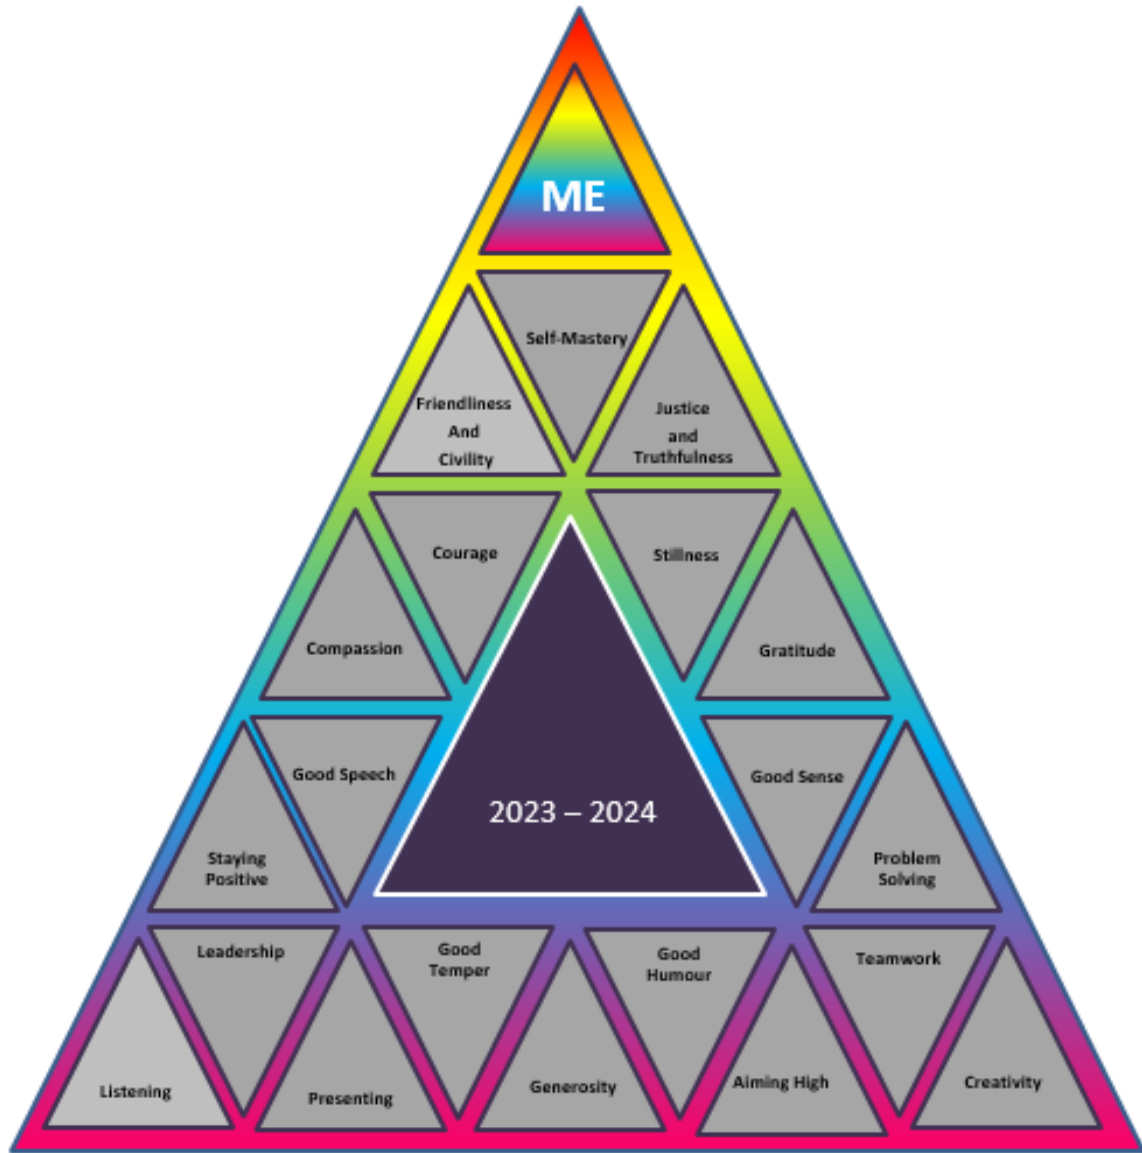 ME
Self-Mastery
Friendliness
And
Civility
Justice
and
Truthfulness
Courage
Stillness
Compassion
Gratitude
Good Speech
Good Sense
2023 – 2024
Staying
Positive
Problem
Solving
Leadership
Good
Temper
Good
Humour
Teamwork
Listening
Presenting
Generosity
Aiming High
Creativity